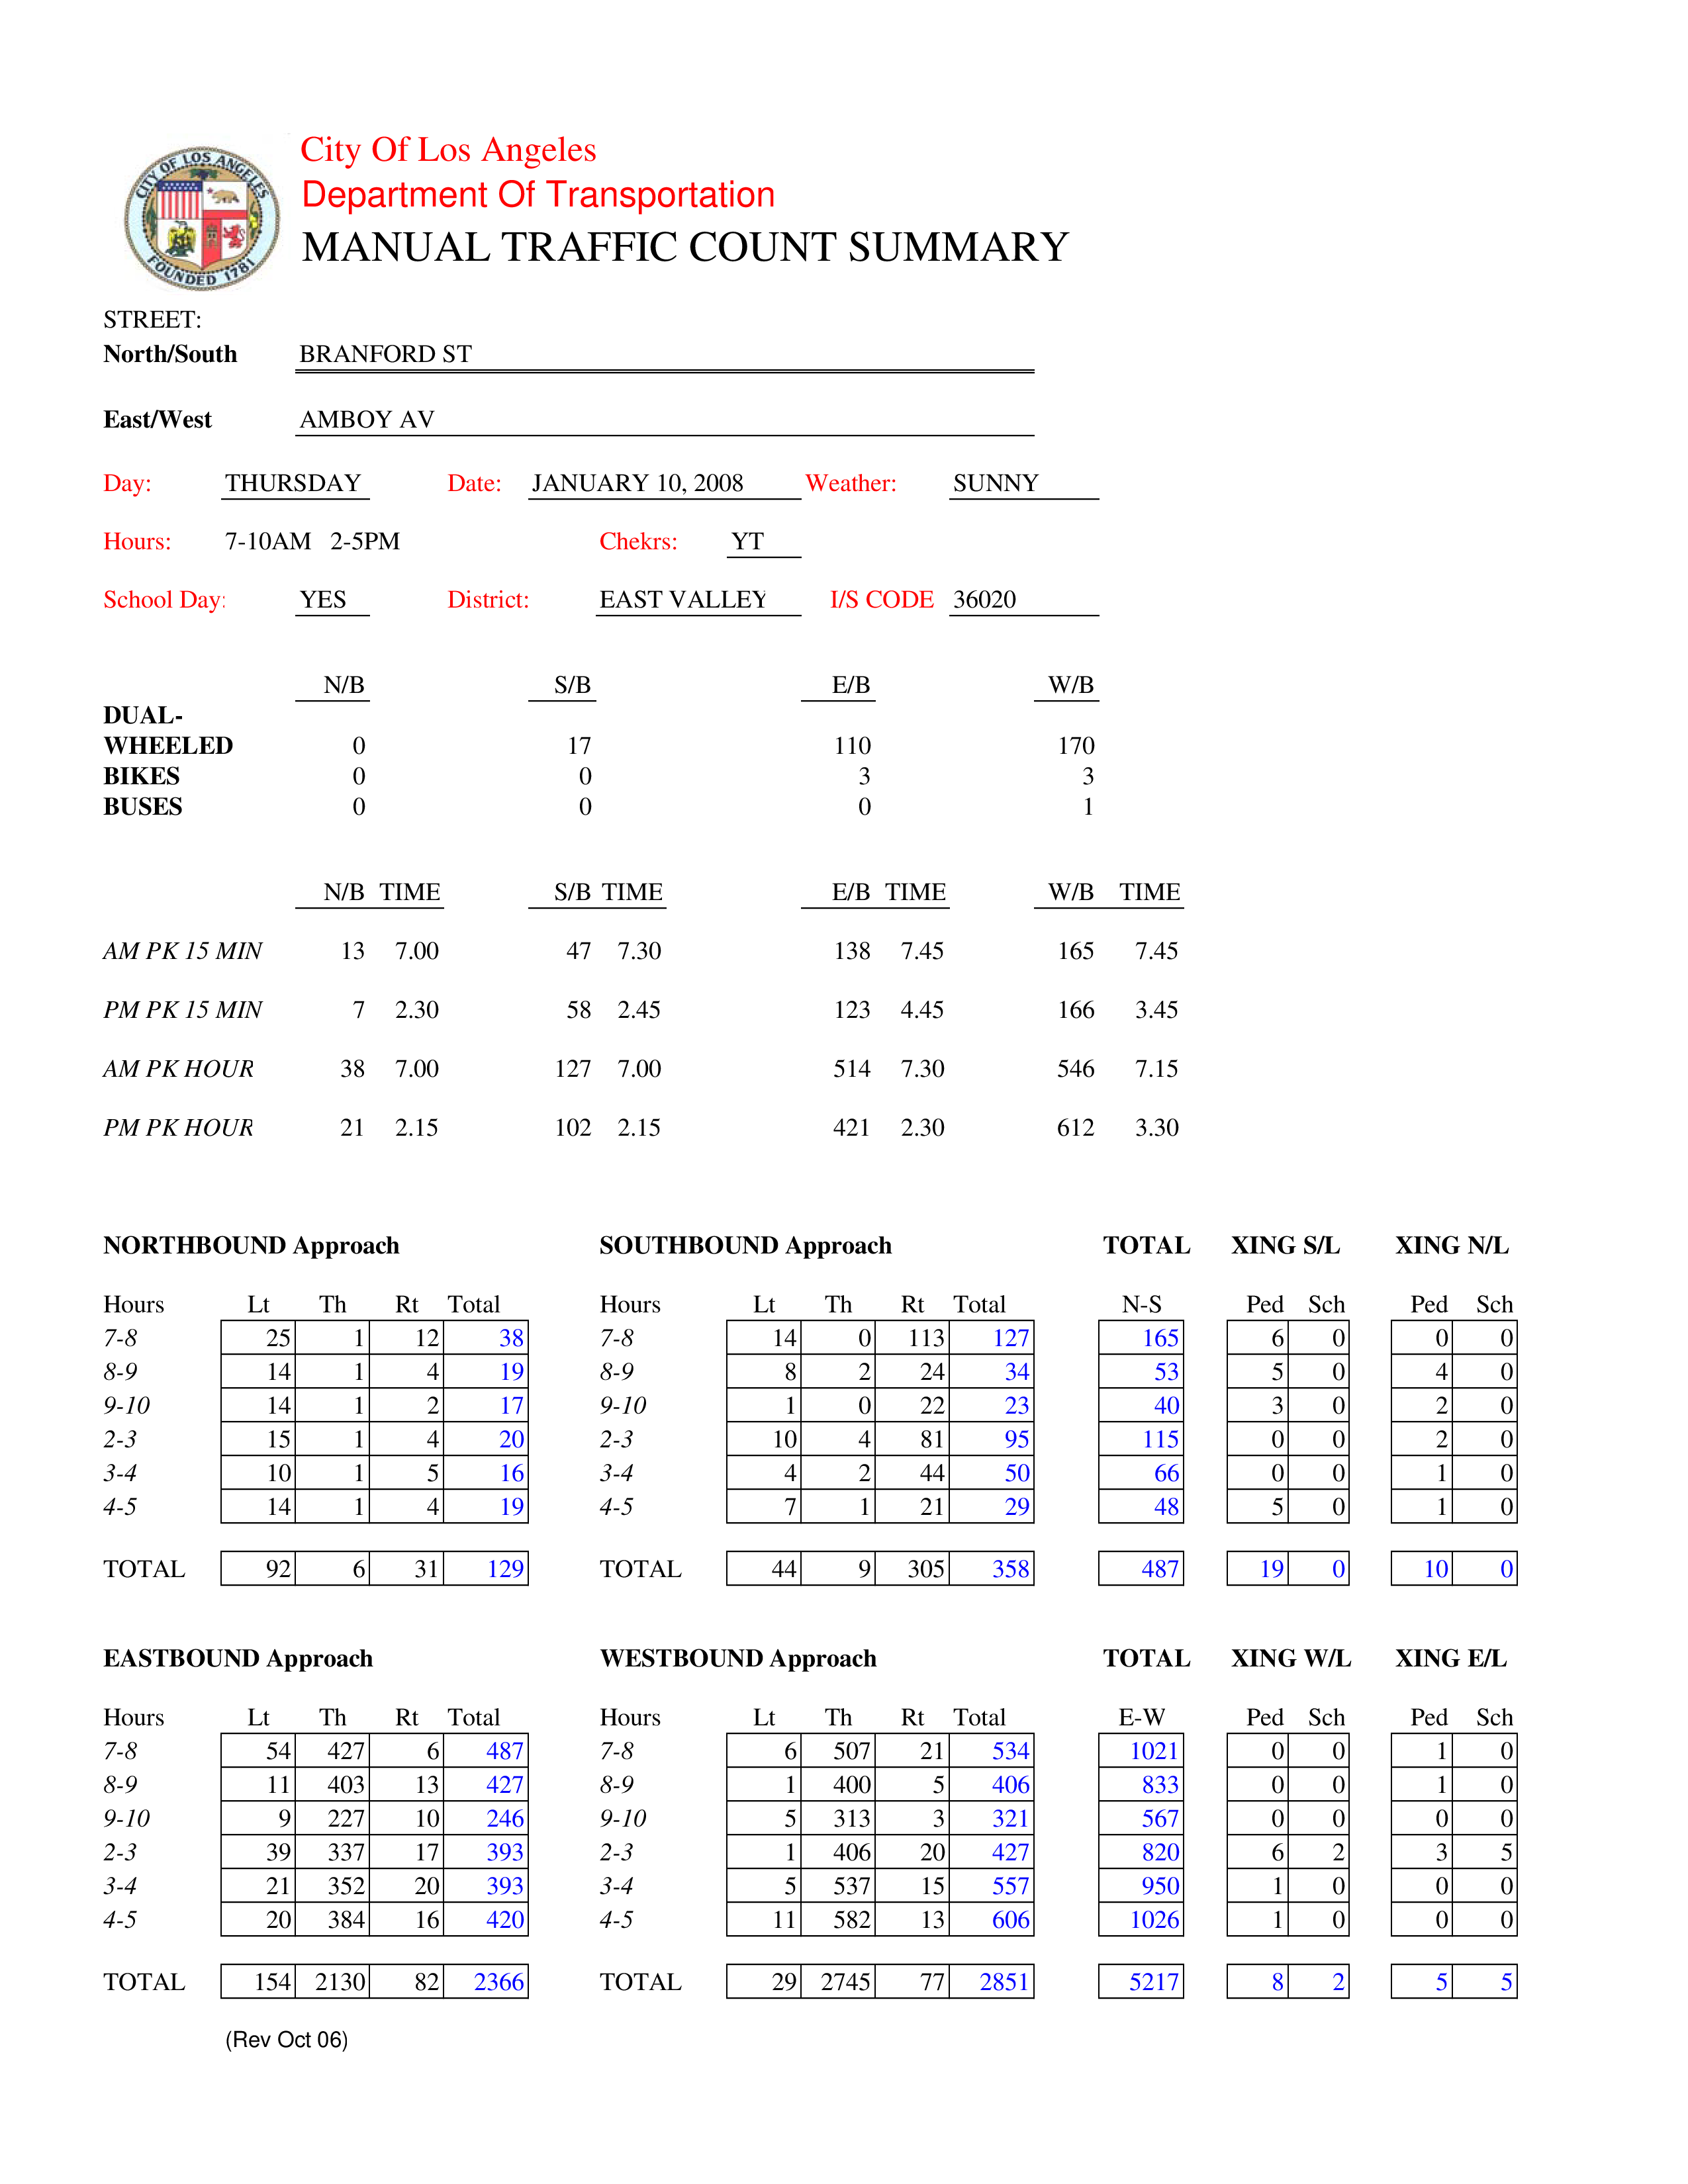 CITY OF LOS ANGELES
FOUNDED 1781
City Of Los Angeles
Department Of Transportation
MANUAL TRAFFIC COUNT SUMMARY
STREET:
North/South BRANFORD ST
East/West AMBOY AV
Day: THURSDAY Date: JANUARY 10, 2008 Weather: SUNNY
Hours: 7-10AM 2-5PM Chekrs: YT
School Day: YES District: EAST VALLEY I/S CODE 36020
N/B S/B E/B W/B
DUAL-
WHEELED 0 17 110 170
BIKES 0 0 3 3
BUSES 0 0 0 1
N/B TIME S/B TIME E/B TIME W/B TIME
AM PK 15 MIN 13 7.00 47 7.30 138 7.45 165 7.45
PM PK 15 MIN 7 2.30 58 2.45 123 4.45 166 3.45
AM PK HOUR 38 7.00 127 7.00 514 7.30 546 7.15
PM PK HOUR 21 2.15 102 2.15 421 2.30 612 3.30
NORTHBOUND Approach SOUTHBOUND Approach TOTAL XING S/L XING N/L
Hours Lt Th Rt Total Hours Lt Th Rt Total N-S Ped Sch Ped Sch
7-8 25 1 12 38 7-8 14 0 113 127 165 6 0 0 0
8-9 14 1 4 19 8-9 8 2 24 34 53 5 0 4 0
9-10 14 1 2 17 9-10 1 0 22 23 40 3 0 2 0
2-3 15 1 4 20 2-3 10 4 81 95 115 0 0 2 0
3-4 10 1 5 16 3-4 4 2 44 50 66 0 0 1 0
4-5 14 1 4 19 4-5 7 1 21 29 48 5 0 1 0
TOTAL 92 6 31 129 TOTAL 44 9 305 358 487 19 0 10 0
EASTBOUND Approach WESTBOUND Approach TOTAL XING W/L XING E/L
Hours Lt Th Rt Total Hours Lt Th Rt Total E-W Ped Sch Ped Sch
7-8 54 427 6 487 7-8 6 507 21 534 1021 0 0 1 0
8-9 11 403 13 427 8-9 1 400 5 406 833 0 0 1 0
9-10 9 227 10 246 9-10 5 313 3 321 567 0 0 0 0
2-3 39 337 17 393 2-3 1 406 20 427 820 6 2 3 5
3-4 21 352 20 393 3-4 5 537 15 557 950 1 0 0 0
4-5 20 384 16 420 4-5 11 582 13 606 1026 1 0 0 0
TOTAL 154 2130 82 2366 TOTAL 29 2745 77 2851 5217 8 2 5 5
(Rev Oct 06)